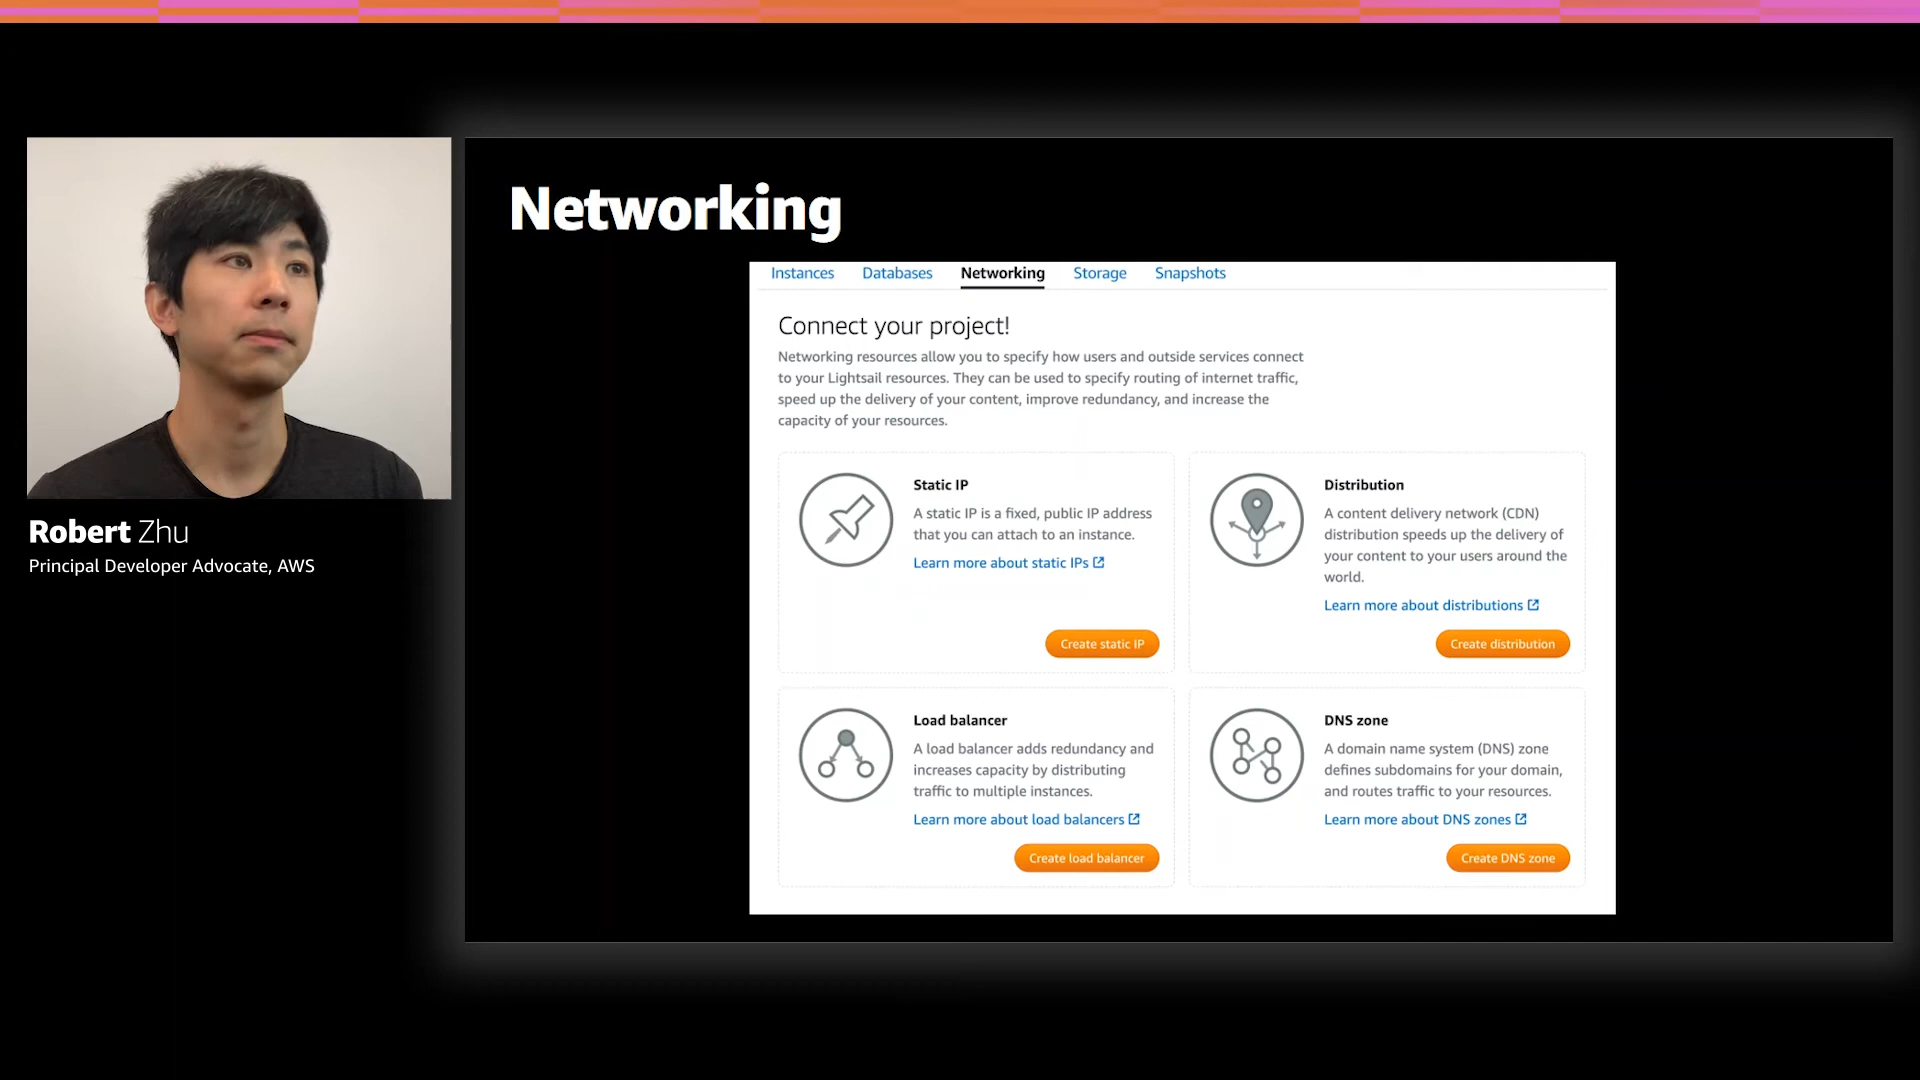 Robert Zhu
Principal Developer Advocate, AWS
Networking
Instances Databases Networking Storage Snapshots
Connect your project!
Networking resources allow you to specify how users and outside services connect
to your Lightsail resources. They can be used to specify routing of internet traffic,
speed up the delivery of your content, improve redundancy, and increase the
capacity of your resources.
Static IP
A static IP is a fixed, public IP address
that you can attach to an instance.
Learn more about static IPs
Create static IP
Distribution
A content delivery network (CDN)
distribution speeds up the delivery of
your content to your users around the
world.
Learn more about distributions
Create distribution
Load balancer
A load balancer adds redundancy and
increases capacity by distributing
traffic to multiple instances.
Learn more about load balancers
Create load balancer
DNS zone
A domain name system (DNS) zone
defines subdomains for your domain,
and routes traffic to your resources.
Learn more about DNS zones
Create DNS zone